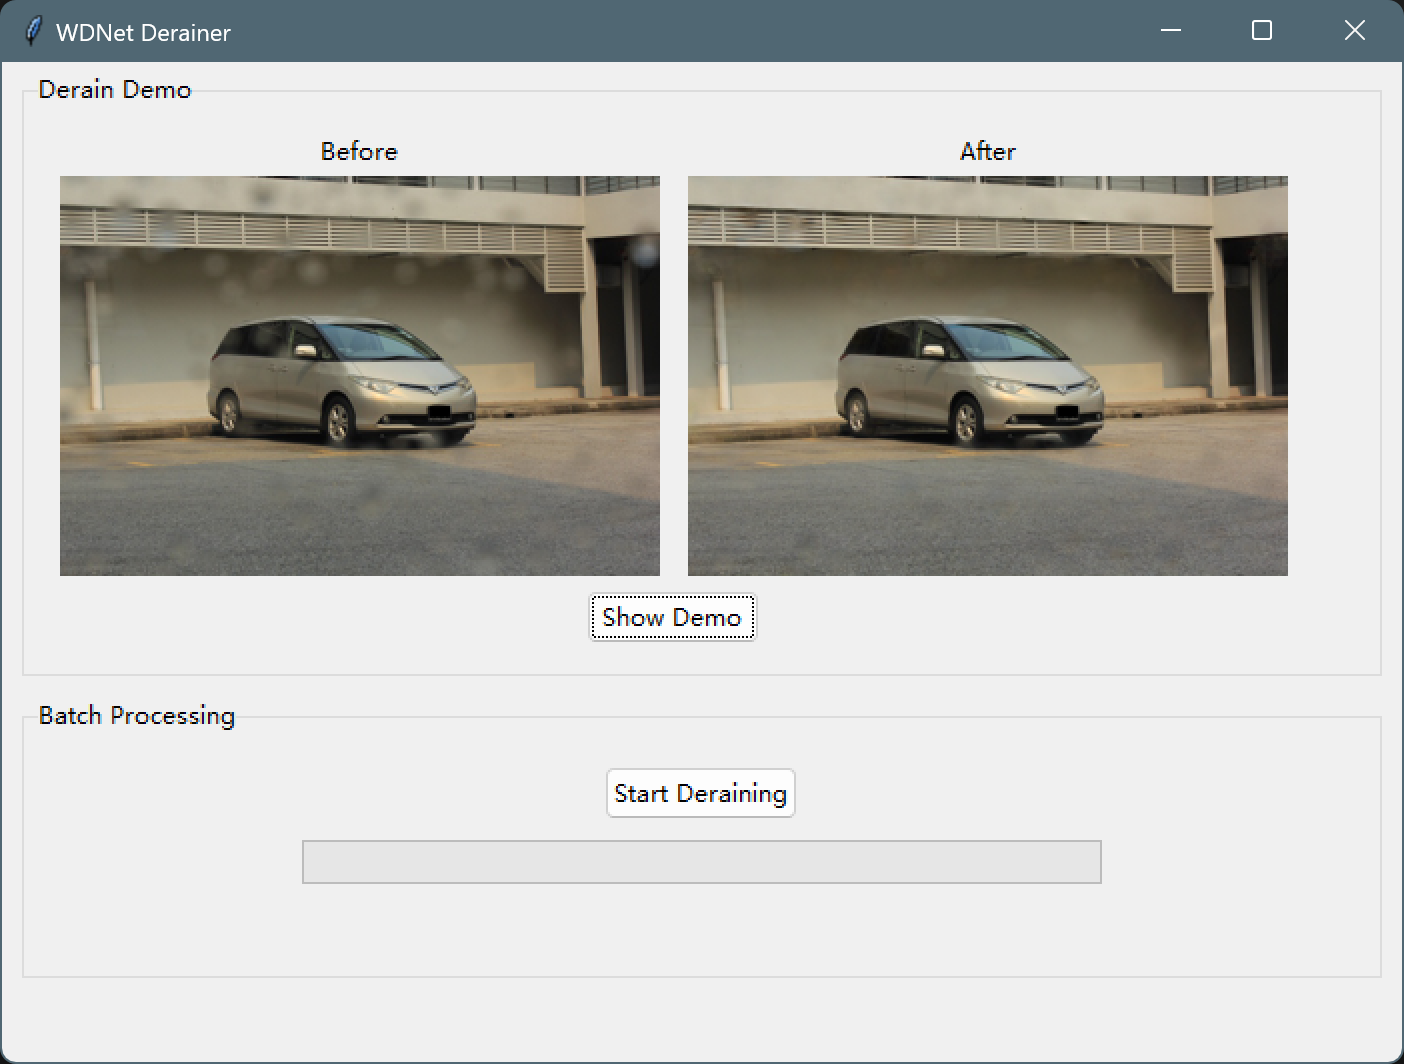 WDNet Derainer
Derain Demo
Before
After
Show Demo
Batch Processing
Start Deraining